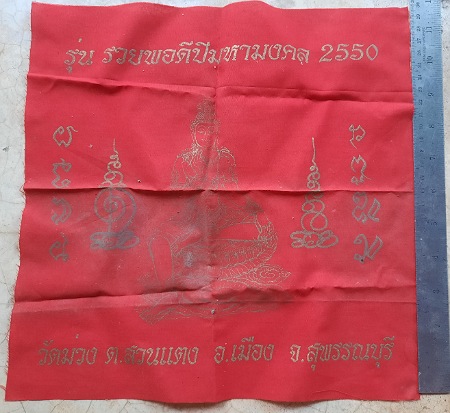 รุ่น รวยพอดีปีมหามงคล 2550
วัดม่วง ต.สวนแตง อ.เมือง จ.สุพรรณบุรี